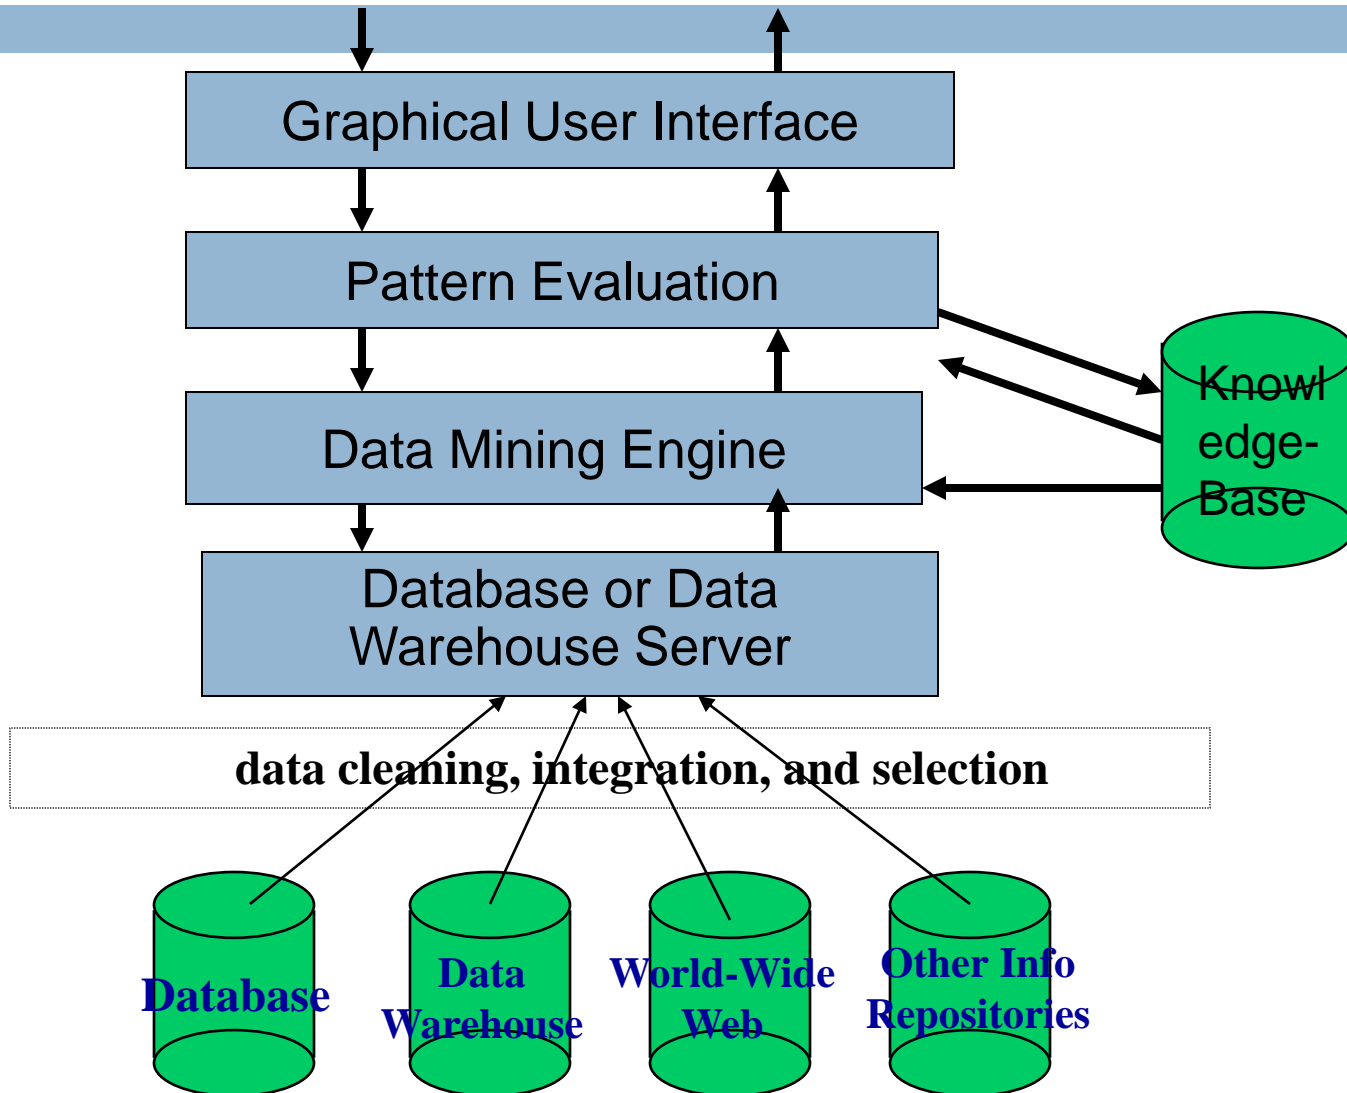 Graphical User Interface
Pattern Evaluation
Data Mining Engine
Knowl
edge-
Base
Database or Data
Warehouse Server
data cleaning, integration, and selection
Database
Data
Warehouse
World-Wide
Web
Other Info
Repositories